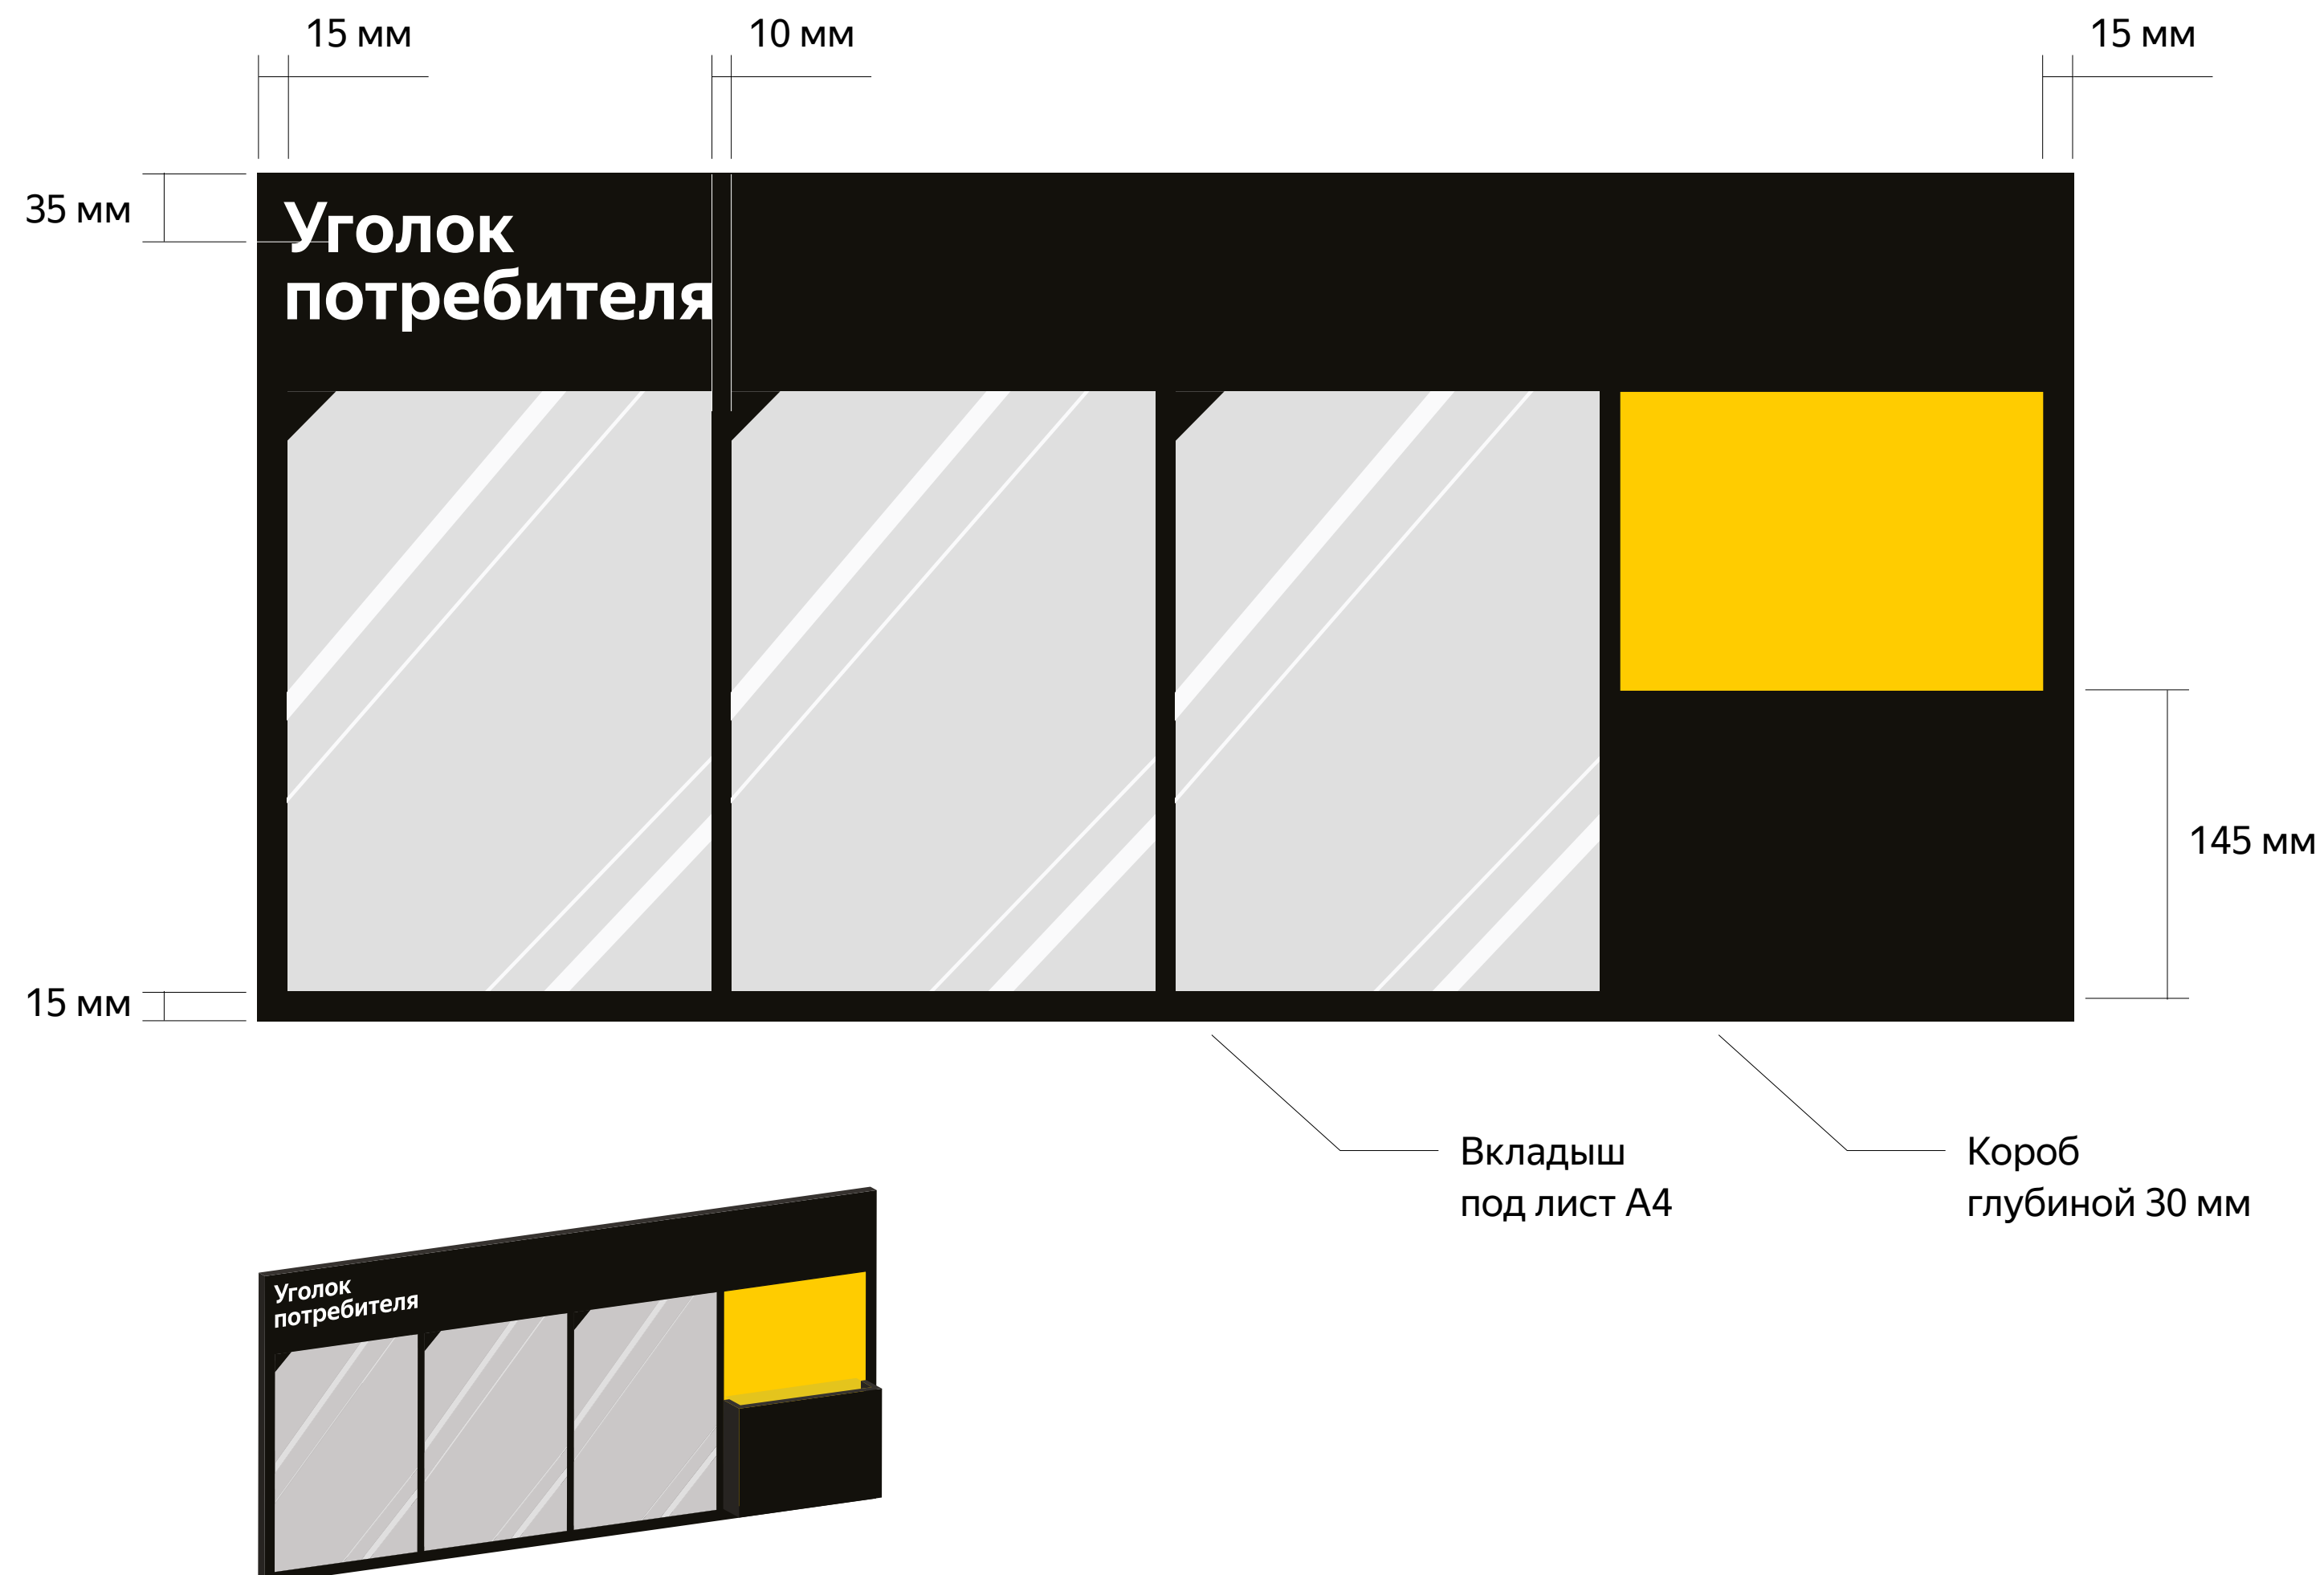 15 мм
10 мм
15 мм
35 мм
Уголок
потребителя
145 мм
15 мм
Вкладыш
под лист А4
Короб
глубиной 30 мм
Уголок
потребителя